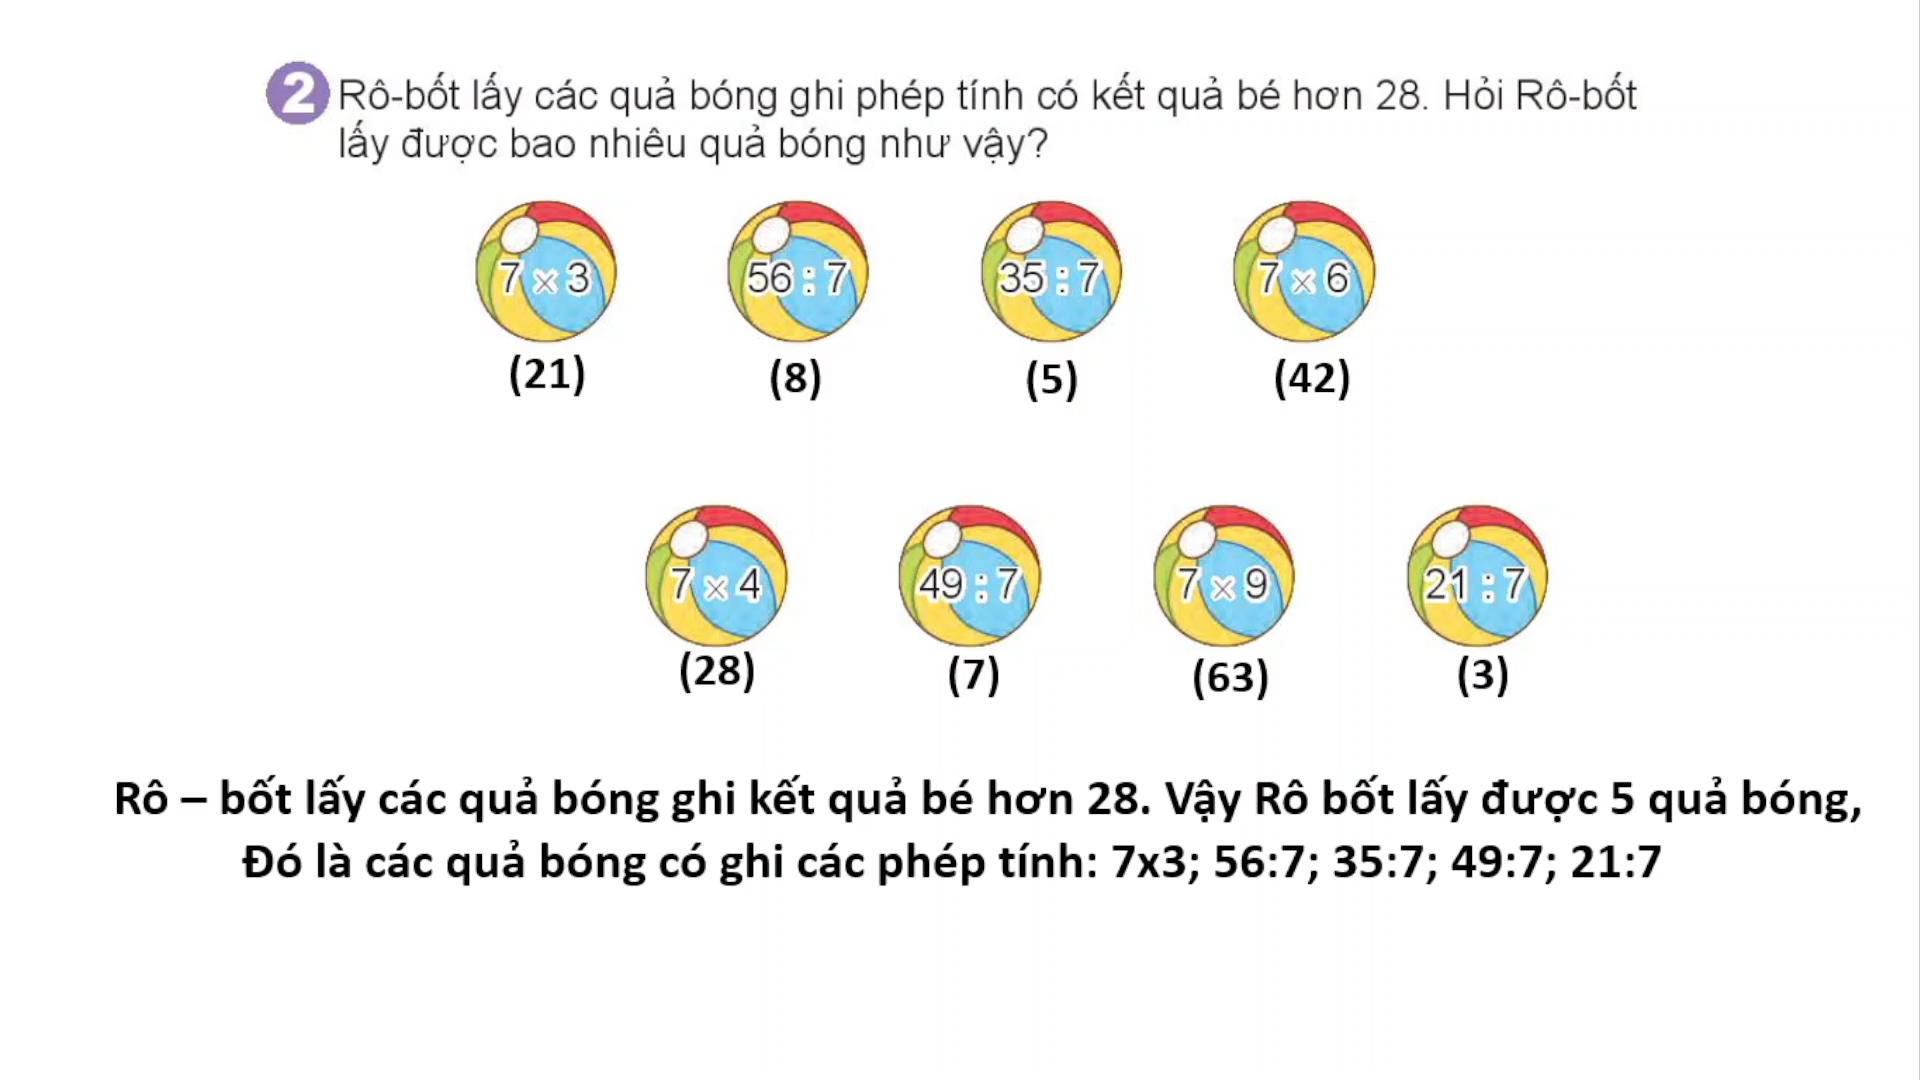 2 Rô-bốt lấy các quả bóng ghi phép tính có kết quả bé hơn 28. Hỏi Rô-bốt
lấy được bao nhiêu quả bóng như vậy?
7 × 3 56 : 7 35 : 7 7 × 6
(21) (8) (5) (42)
7 × 4 49 : 7 7 × 9 21 : 7
(28) (7) (63) (3)
Rô – bốt lấy các quả bóng ghi kết quả bé hơn 28. Vậy Rô bốt lấy được 5 quả bóng,
Đó là các quả bóng có ghi các phép tính: 7x3; 56:7; 35:7; 49:7; 21:7